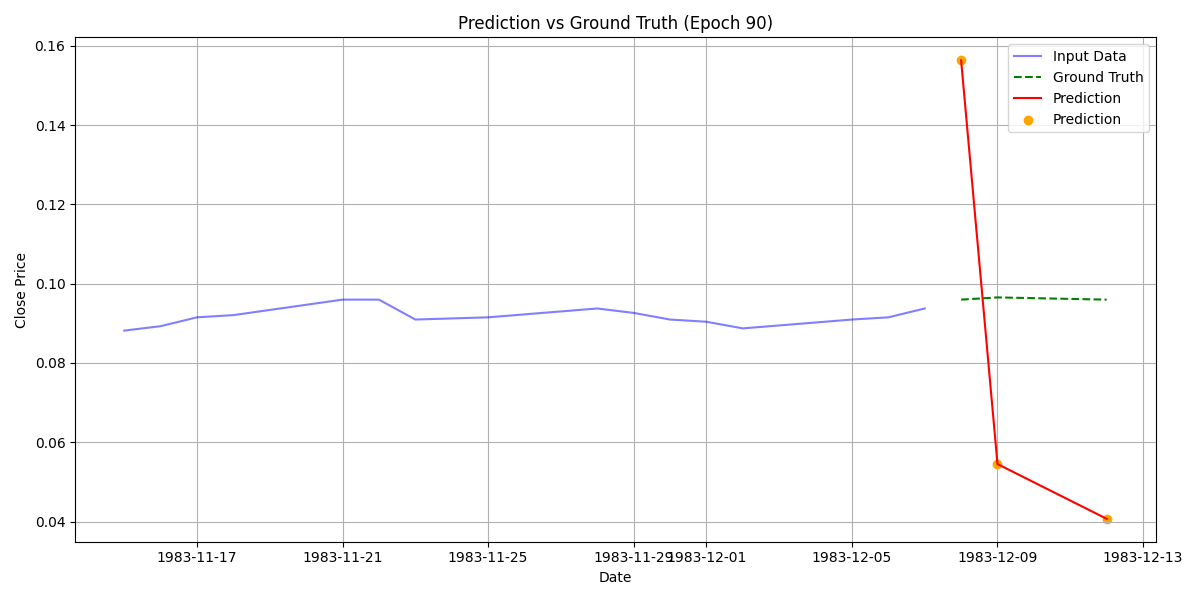 Prediction vs Ground Truth (Epoch 90)
0.16
0.14
0.12
0.10
0.08
0.06
0.04
Close Price
Input Data
Ground Truth
Prediction
Prediction
1983-11-17
1983-11-21
1983-11-25
1983-11-29
1983-12-01
1983-12-05
1983-12-09
1983-12-13
Date